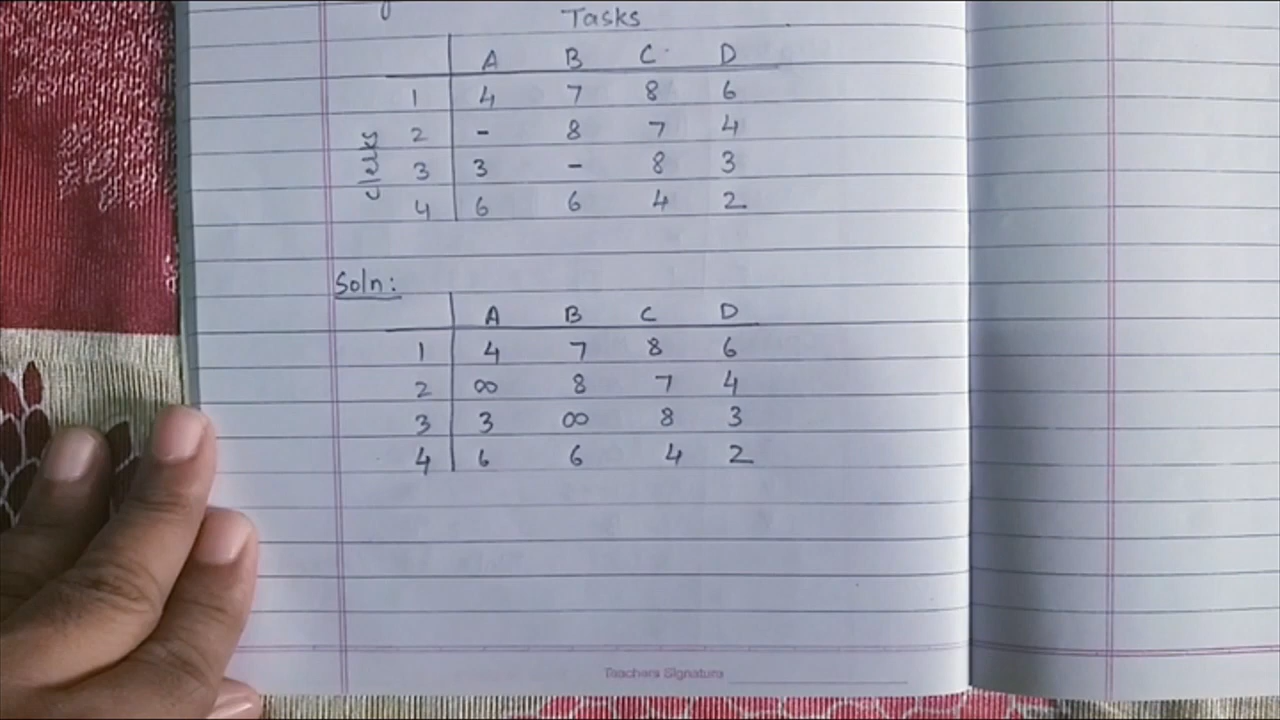 Tasks
A B C D
1 4 7 8 6
2 - 8 7 4
3 3 - 8 3
4 6 6 4 2
Soln:
A B C D
1 4 7 8 6
2 ∞ 8 7 4
3 3 ∞ 8 3
4 6 6 4 2
Teachers Signature